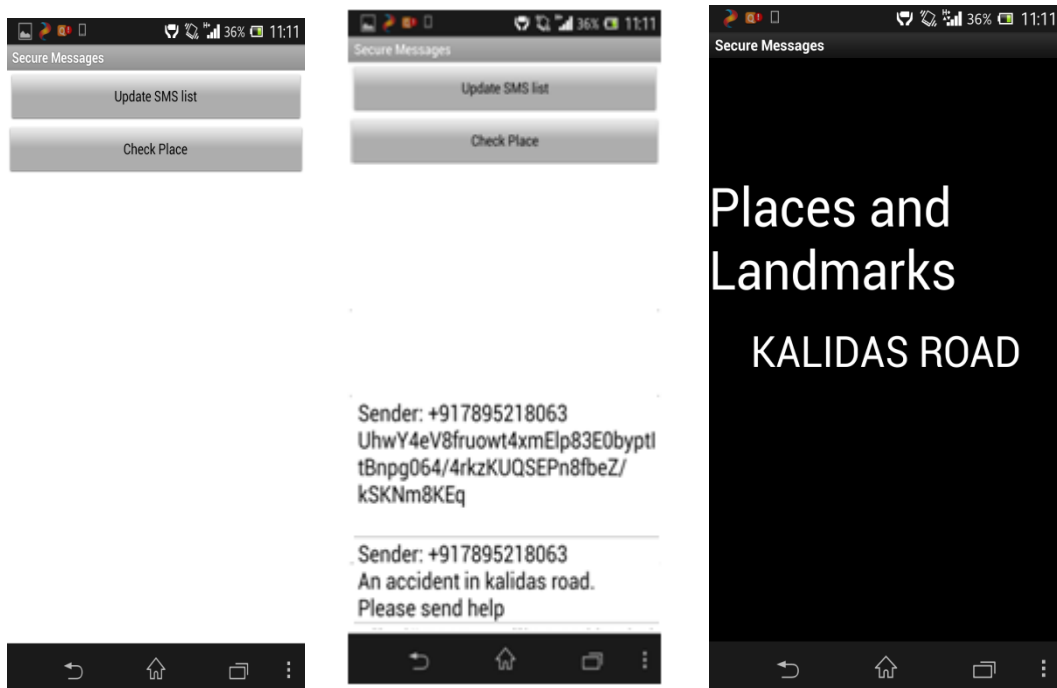 36% 11:11
Secure Messages
Update SMS list
Check Place
36% 11:11
Secure Messages
Update SMS list
Check Place
Sender: +917895218063
UhwY4eV8fruowt4xmElp83E0byptI
tBnpg064/4rkzKUQSEPn8fbeZ/
kSKNm8KEq
Sender: +917895218063
An accident in kalidas road.
Please send help
36% 11:11
Secure Messages
Places and
Landmarks
KALIDAS ROAD